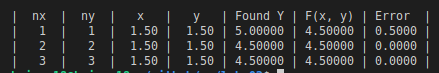 | nx | ny | x | y | Found Y | F(x, y) | Error |
| 1 | 1 | 1.50 | 1.50 | 5.00000 | 4.50000 | 0.5000 |
| 2 | 2 | 1.50 | 1.50 | 4.50000 | 4.50000 | 0.0000 |
| 3 | 3 | 1.50 | 1.50 | 4.50000 | 4.50000 | 0.0000 |